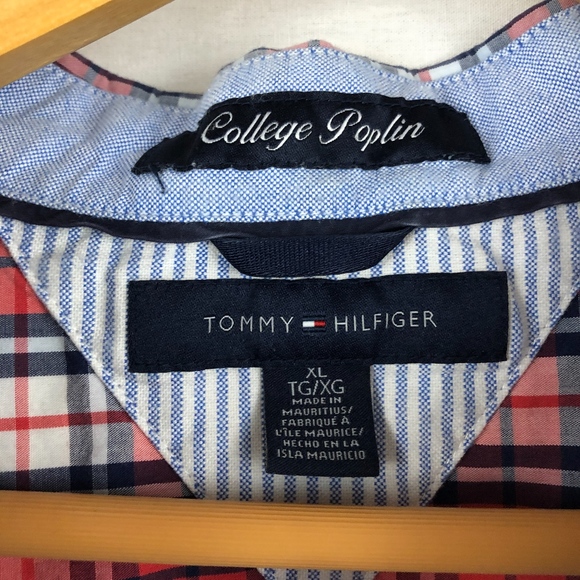 College Poplin
TOMMY HILFIGER
XL
TG/XG
MADE IN
MAURITIUS/
FABRIQUÉ À
L'ÎLE MAURICE/
HECHO EN LA
ISLA MAURICIO